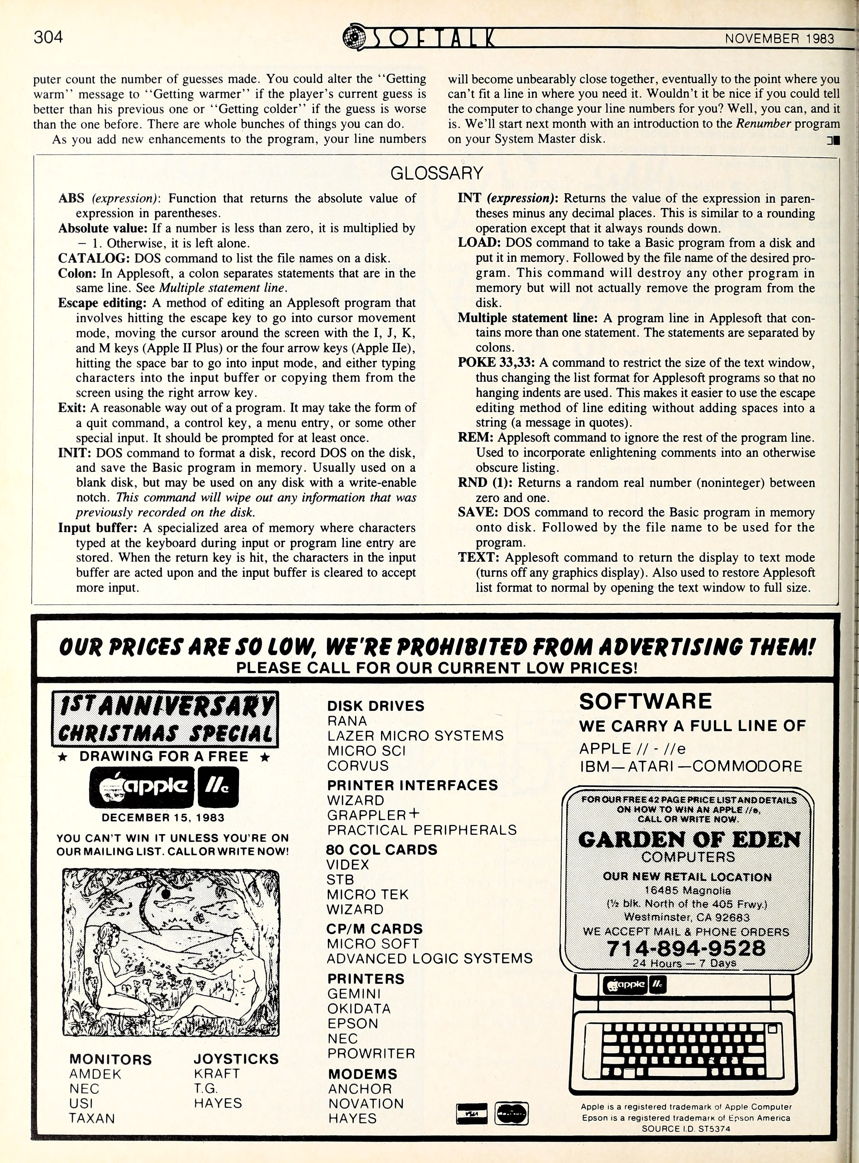 304
SOFTALK
NOVEMBER 1983
puter count the number of guesses made. You could alter the "Getting
warm" message to "Getting warmer" if the player's current guess is
better than his previous one or "Getting colder" if the guess is worse
than the one before. There are whole bunches of things you can do.
As you add new enhancements to the program, your line numbers
will become unbearably close together, eventually to the point where you
can't fit a line in where you need it. Wouldn't it be nice if you could tell
the computer to change your line numbers for you? Well, you can, and it
is. We'll start next month with an introduction to the Renumber program
on your System Master disk.
GLOSSARY
ABS (expression): Function that returns the absolute value of
expression in parentheses.
Absolute value: If a number is less than zero, it is multiplied by
− 1. Otherwise, it is left alone.
CATALOG: DOS command to list the file names on a disk.
Colon: In Applesoft, a colon separates statements that are in the
same line. See Multiple statement line.
Escape editing: A method of editing an Applesoft program that
involves hitting the escape key to go into cursor movement
mode, moving the cursor around the screen with the I, J, K,
and M keys (Apple II Plus) or the four arrow keys (Apple IIe),
hitting the space bar to go into input mode, and either typing
characters into the input buffer or copying them from the
screen using the right arrow key.
Exit: A reasonable way out of a program. It may take the form of
a quit command, a control key, a menu entry, or some other
special input. It should be prompted for at least once.
INIT: DOS command to format a disk, record DOS on the disk,
and save the Basic program in memory. Usually used on a
blank disk, but may be used on any disk with a write-enable
notch. This command will wipe out any information that was
previously recorded on the disk.
Input buffer: A specialized area of memory where characters
typed at the keyboard during input or program line entry are
stored. When the return key is hit, the characters in the input
buffer are acted upon and the input buffer is cleared to accept
more input.
INT (expression): Returns the value of the expression in paren-
theses minus any decimal places. This is similar to a rounding
operation except that it always rounds down.
LOAD: DOS command to take a Basic program from a disk and
put it in memory. Followed by the file name of the desired pro-
gram. This command will destroy any other program in
memory but will not actually remove the program from the
disk.
Multiple statement line: A program line in Applesoft that con-
tains more than one statement. The statements are separated by
colons.
POKE 33,33: A command to restrict the size of the text window,
thus changing the list format for Applesoft programs so that no
hanging indents are used. This makes it easier to use the escape
editing method of line editing without adding spaces into a
string (a message in quotes).
REM: Applesoft command to ignore the rest of the program line.
Used to incorporate enlightening comments into an otherwise
obscure listing.
RND (1): Returns a random real number (noninteger) between
zero and one.
SAVE: DOS command to record the Basic program in memory
onto disk. Followed by the file name to be used for the
program.
TEXT: Applesoft command to return the display to text mode
(turns off any graphics display). Also used to restore Applesoft
list format to normal by opening the text window to full size.
OUR PRICES ARE SO LOW, WE'RE PROHIBITED FROM ADVERTISING THEM!
PLEASE CALL FOR OUR CURRENT LOW PRICES!
1ST ANNIVERSARY
CHRISTMAS SPECIAL
★ DRAWING FOR A FREE ★
apple //e
DECEMBER 15, 1983
YOU CAN'T WIN IT UNLESS YOU'RE ON
OUR MAILING LIST. CALL OR WRITE NOW!
MONITORS
AMDEK
NEC
USI
TAXAN
JOYSTICKS
KRAFT
T.G.
HAYES
DISK DRIVES
RANA
LAZER MICRO SYSTEMS
MICRO SCI
CORVUS
PRINTER INTERFACES
WIZARD
GRAPPLER+
PRACTICAL PERIPHERALS
80 COL CARDS
VIDEX
STB
MICRO TEK
WIZARD
CP/M CARDS
MICRO SOFT
ADVANCED LOGIC SYSTEMS
PRINTERS
GEMINI
OKIDATA
EPSON
NEC
PROWRITER
MODEMS
ANCHOR
NOVATION
HAYES
VISA
SOFTWARE
WE CARRY A FULL LINE OF
APPLE // - //e
IBM—ATARI—COMMODORE
FOR OUR FREE 42 PAGE PRICE LIST AND DETAILS
ON HOW TO WIN AN APPLE //e,
CALL OR WRITE NOW.
GARDEN OF EDEN
COMPUTERS
OUR NEW RETAIL LOCATION
16485 Magnolia
(½ blk. North of the 405 Frwy.)
Westminster, CA 92683
WE ACCEPT MAIL & PHONE ORDERS
714-894-9528
24 Hours — 7 Days
apple //e
Apple is a registered trademark of Apple Computer
Epson is a registered trademark of Epson America
SOURCE I.D. ST5374